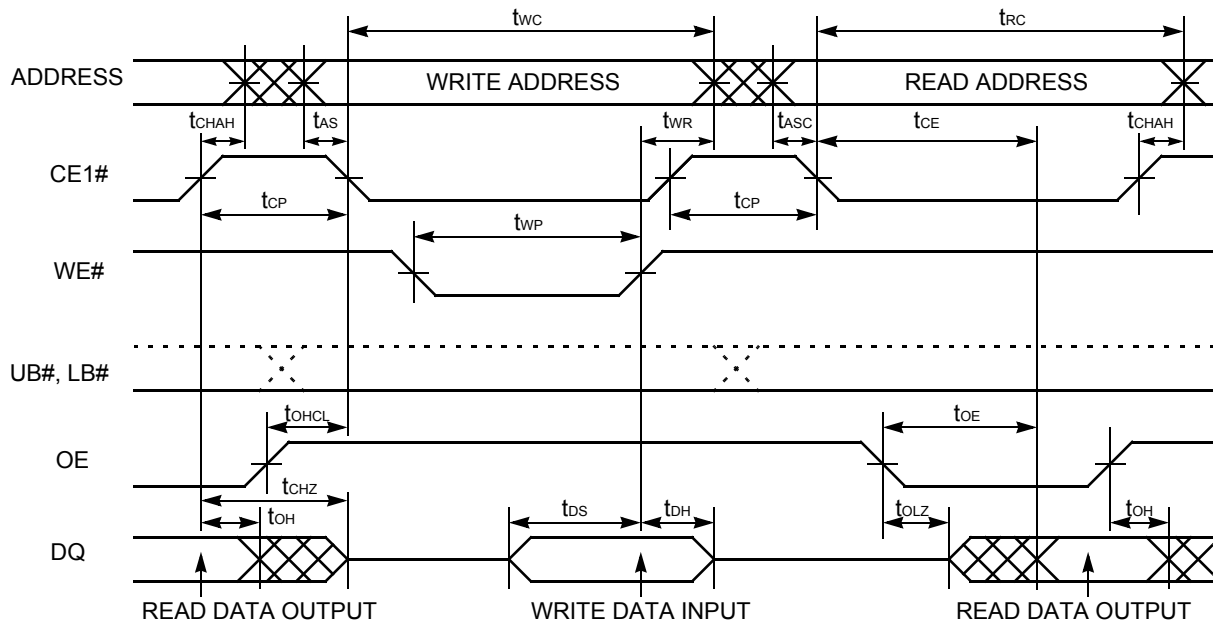 tWC tRC
ADDRESS WRITE ADDRESS READ ADDRESS
tCHAH tAS tWR tASC tCE tCHAH
CE1#
tCP tCP
tWP
WE#
UB#, LB#
tOHCL tOE
OE
tCHZ
tOH tDS tDH tOLZ tOH
DQ
READ DATA OUTPUT WRITE DATA INPUT READ DATA OUTPUT